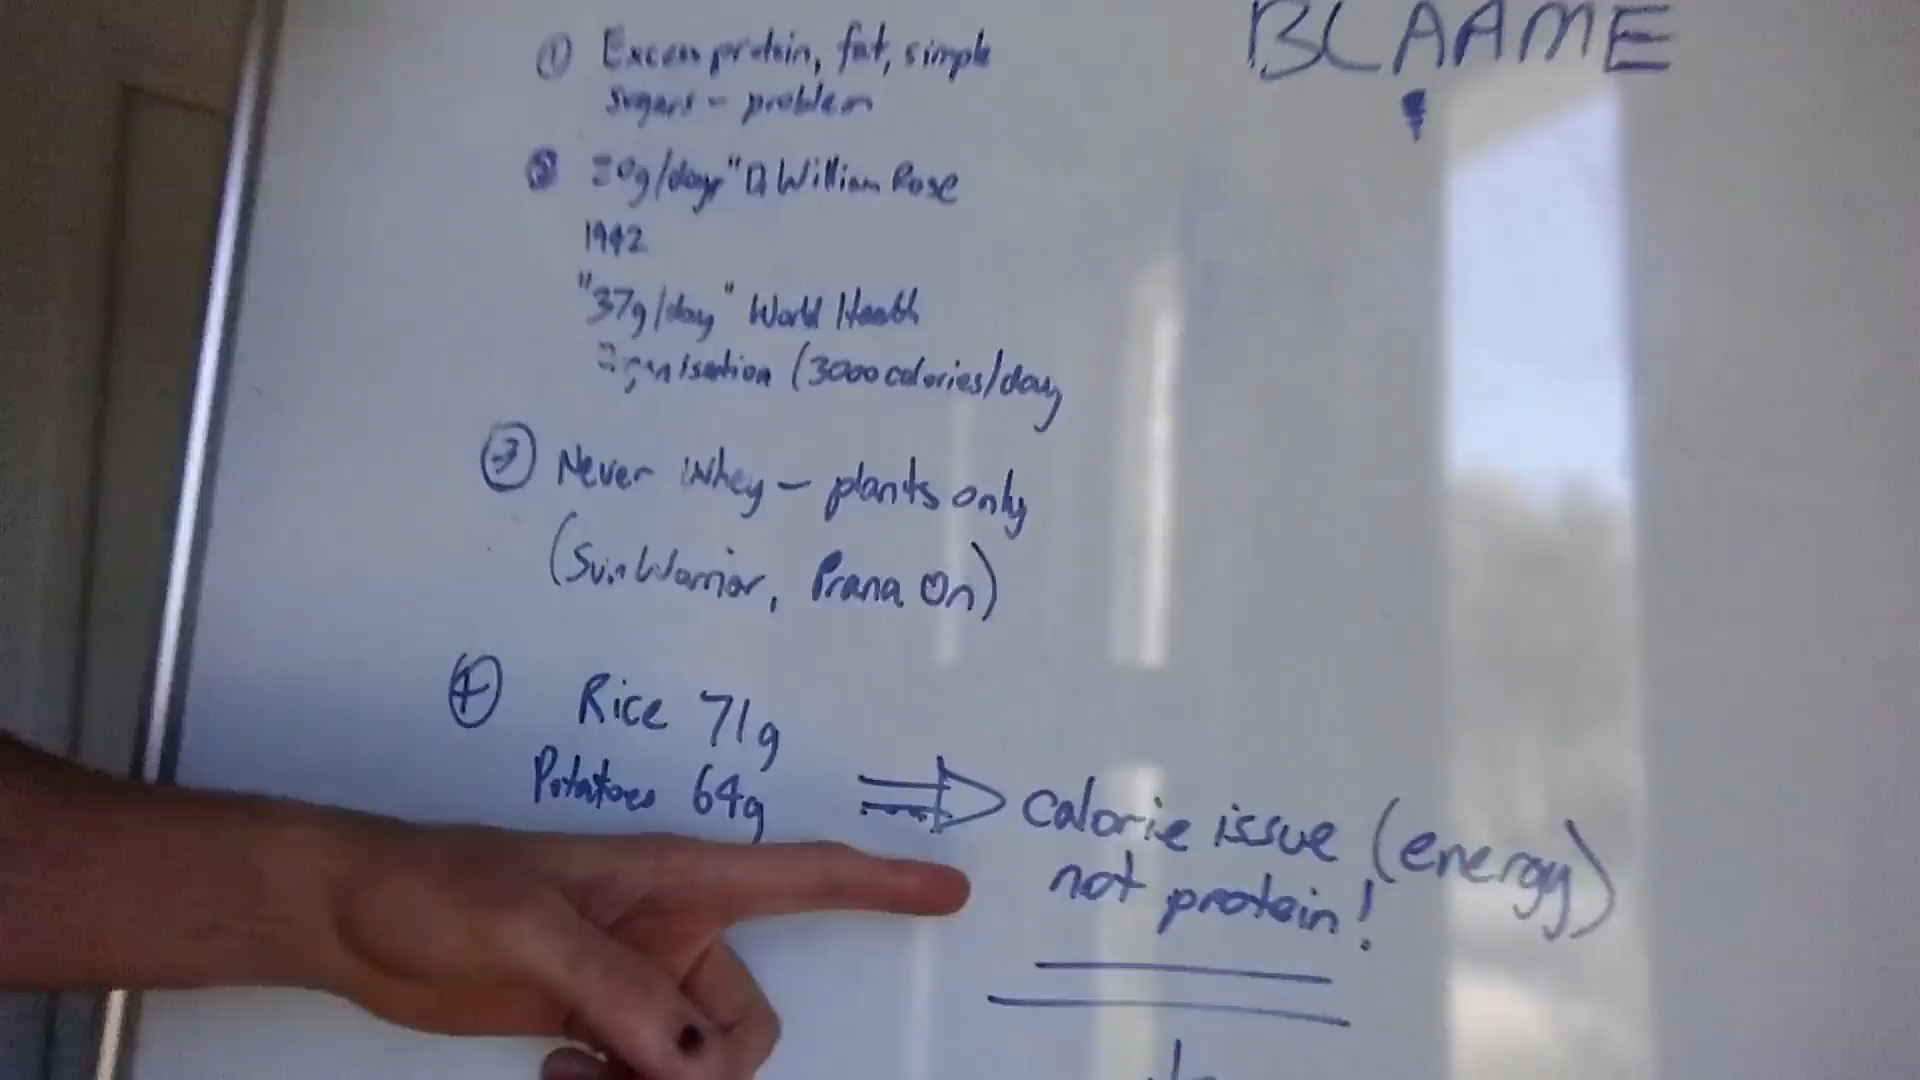 BLAAME
① Excess protein, fat, simple
sugars - problem
20g/day" Dr William Rose
1942
"37g/day" World Health
Organisation (3000 calories/day
③ Never Whey - plants only
(SunWarrior, Prana On)
④ Rice 71g
Potatoes 64g
⇒ calorie issue (energy)
not protein!